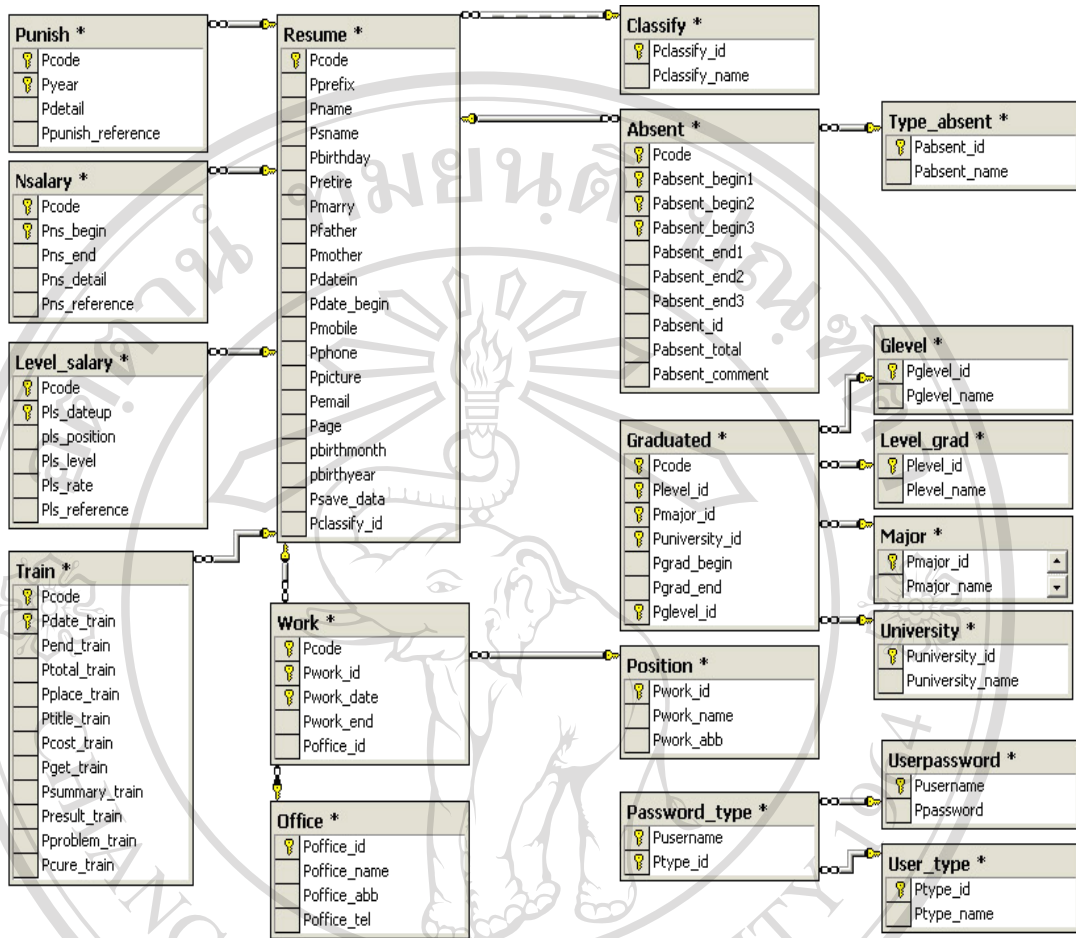 Punish *
Pcode
Pyear
Pdetail
Ppunish_reference
Nsalary *
Pcode
Pns_begin
Pns_end
Pns_detail
Pns_reference
Level_salary *
Pcode
Pls_dateup
pls_position
Pls_level
Pls_rate
Pls_reference
Train *
Pcode
Pdate_train
Pend_train
Ptotal_train
Pplace_train
Ptitle_train
Pcost_train
Pget_train
Psummary_train
Presult_train
Pproblem_train
Pcure_train
Resume *
Pcode
Pprefix
Pname
Psname
Pbirthday
Pretire
Pmarry
Pfather
Pmother
Pdatein
Pdate_begin
Pmobile
Pphone
Ppicture
Pemail
Page
pbirthmonth
pbirthyear
Psave_data
Pclassify_id
Work *
Pcode
Pwork_id
Pwork_date
Pwork_end
Poffice_id
Office *
Poffice_id
Poffice_name
Poffice_abb
Poffice_tel
Classify *
Pclassify_id
Pclassify_name
Absent *
Pcode
Pabsent_begin1
Pabsent_begin2
Pabsent_begin3
Pabsent_end1
Pabsent_end2
Pabsent_end3
Pabsent_id
Pabsent_total
Pabsent_comment
Type_absent *
Pabsent_id
Pabsent_name
Graduated *
Pcode
Plevel_id
Pmajor_id
Puniversity_id
Pgrad_begin
Pgrad_end
Pglevel_id
Glevel *
Pglevel_id
Pglevel_name
Level_grad *
Plevel_id
Plevel_name
Major *
Pmajor_id
Pmajor_name
University *
Puniversity_id
Puniversity_name
Position *
Pwork_id
Pwork_name
Pwork_abb
Password_type *
Pusername
Ptype_id
Userpassword *
Pusername
Ppassword
User_type *
Ptype_id
Ptype_name
1964